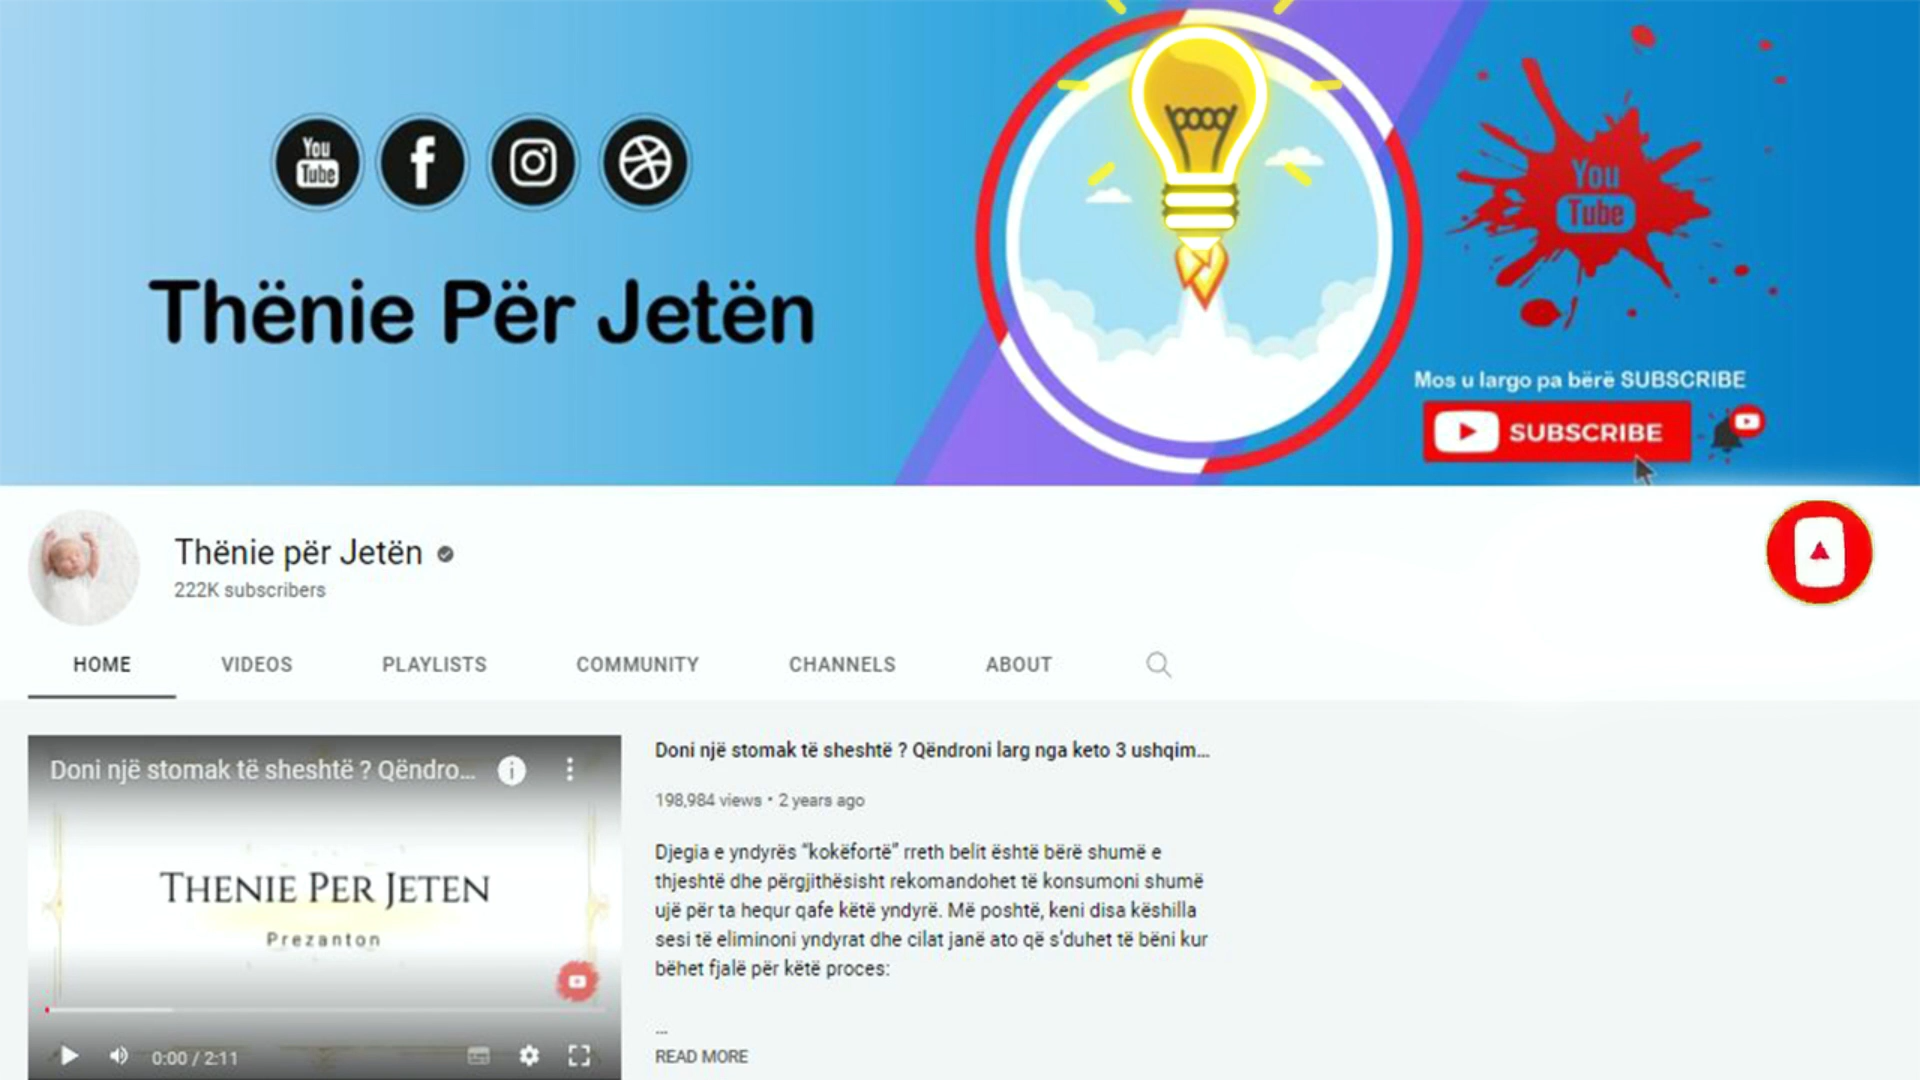 You
Tube
Thënie Për Jetën
You
Tube
Mos u largo pa bërë SUBSCRIBE
SUBSCRIBE
Thënie për Jetën
222K subscribers
HOME VIDEOS PLAYLISTS COMMUNITY CHANNELS ABOUT
Doni një stomak të sheshtë ? Qëndro...
THENIE PER JETEN
Prezanton
0:00 / 2:11
Doni një stomak të sheshtë ? Qëndroni larg nga keto 3 ushqim...
198,984 views • 2 years ago
Djegia e yndyrës “kokëfortë” rreth belit është bërë shumë e
thjeshtë dhe përgjithësisht rekomandohet të konsumoni shumë
ujë për ta hequr qafe këtë yndyrë. Më poshtë, keni disa këshilla
sesi të eliminoni yndyrat dhe cilat janë ato që s'duhet të bëni kur
bëhet fjalë për këtë proces:
...
READ MORE